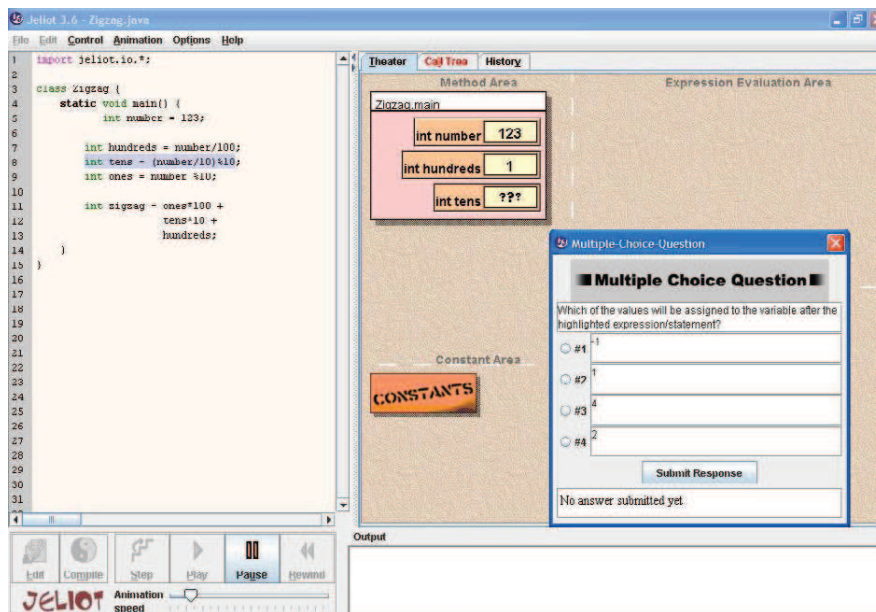 Jeliot 3.6 - Zigzag.java
File Edit Control Animation Options Help
1 import jeliot.io.*;
2
3 class Zigzag {
4 static void main() {
5 int number = 123;
6
7 int hundreds = number/100;
8 int tens = (number/10)%10;
9 int ones = number %10;
10
11 int zigzag = ones*100 +
12 tens*10 +
13 hundreds;
14 }
15 }
16
17
18
19
20
21
22
23
24
25
26
27
28
29
30
31
Theater Call Tree History
Method Area
Expression Evaluation Area
Zigzag.main
int number 123
int hundreds 1
int tens ???
Constant Area
CONSTANTS
Multiple-Choice-Question
Multiple Choice Question
Which of the values will be assigned to the variable after the
highlighted expression/statement?
#1 -1
#2 1
#3 4
#4 2
Submit Response
No answer submitted yet
Edit Compile Step Play Pause Rewind
JELIOT Animation
speed
Output